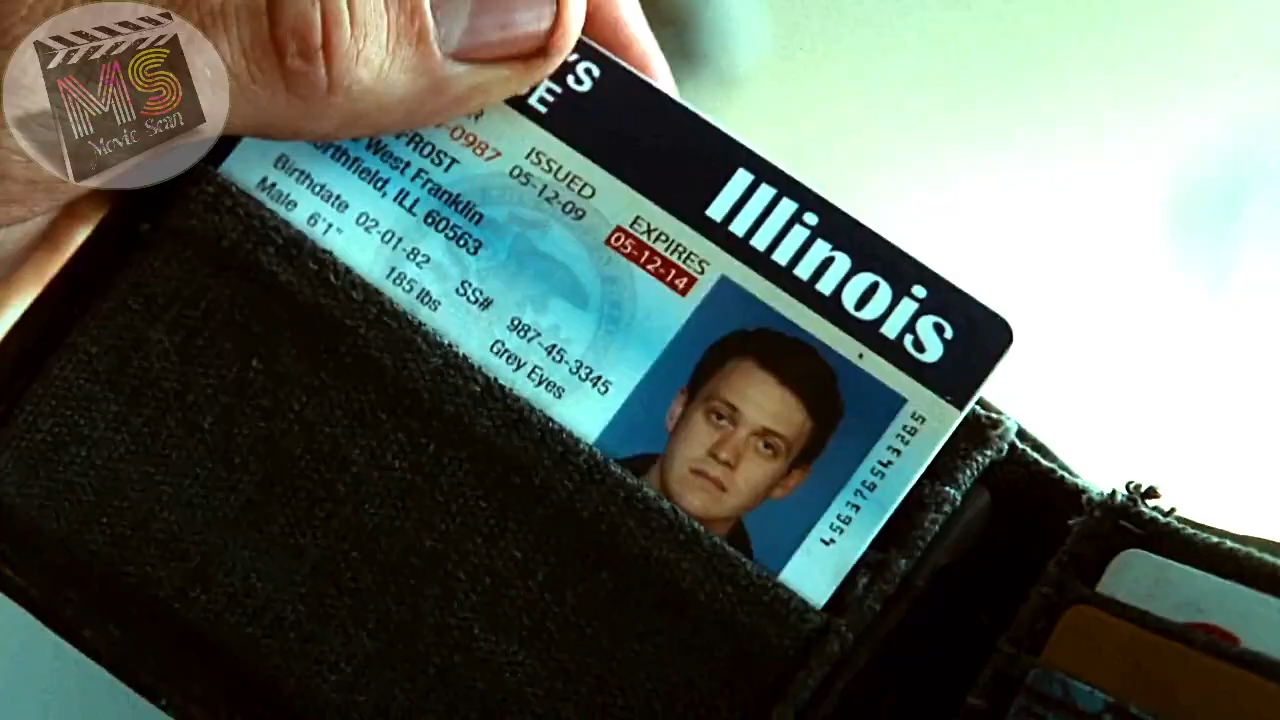 MS
Movie Scan
'S
E
Illinois
-0987
ISSUED
05-12-09
EXPIRES
05-12-14
FROST
West Franklin
rthfield, ILL 60563
Birthdate 02-01-82
SS# 987-45-3345
Male 6'1"
185 lbs
Grey Eyes
456376543265